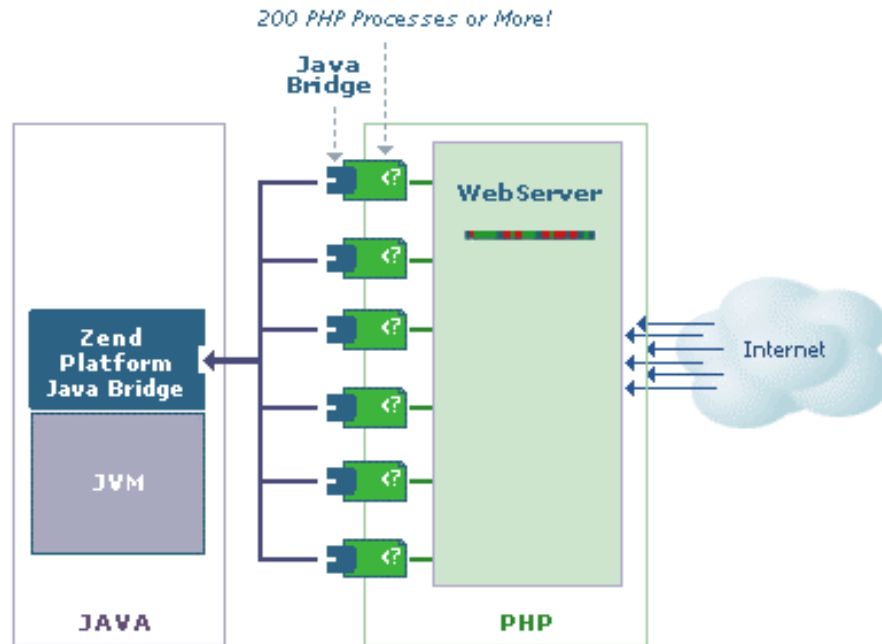 200 PHP Processes or More!
Java
Bridge
<?
WebServer
<?
<?
Zend
Platform
Java Bridge
Internet
<?
JVM
<?
<?
JAVA
PHP